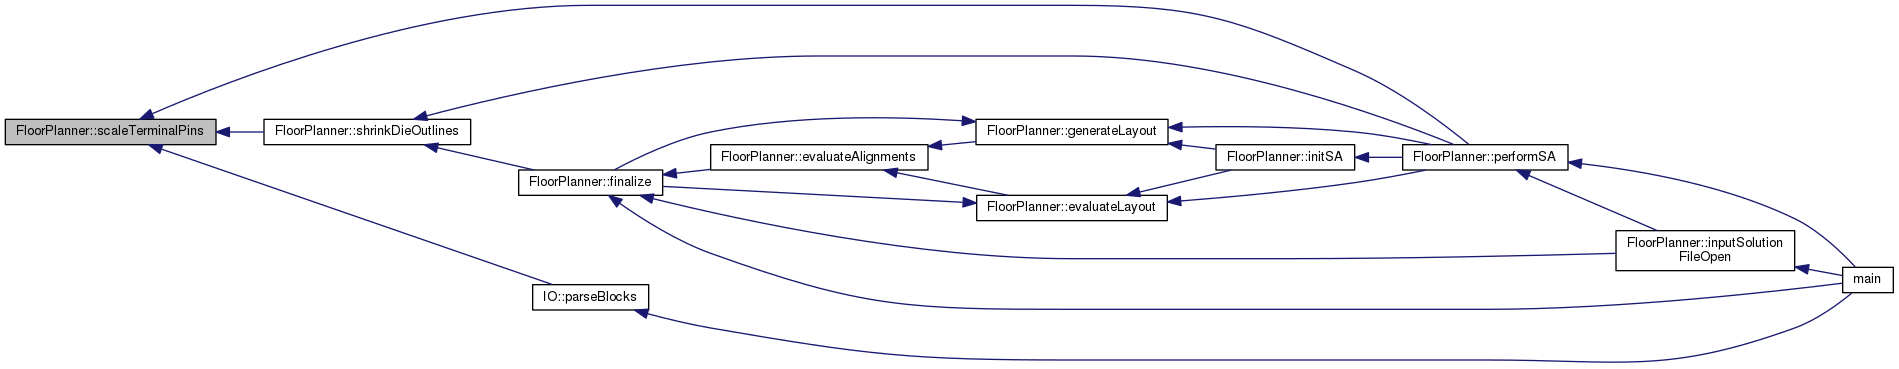 FloorPlanner::scaleTerminalPins
FloorPlanner::shrinkDieOutlines
FloorPlanner::finalize
IO::parseBlocks
FloorPlanner::evaluateAlignments
FloorPlanner::generateLayout
FloorPlanner::evaluateLayout
FloorPlanner::initSA
FloorPlanner::performSA
FloorPlanner::inputSolution
FileOpen
main